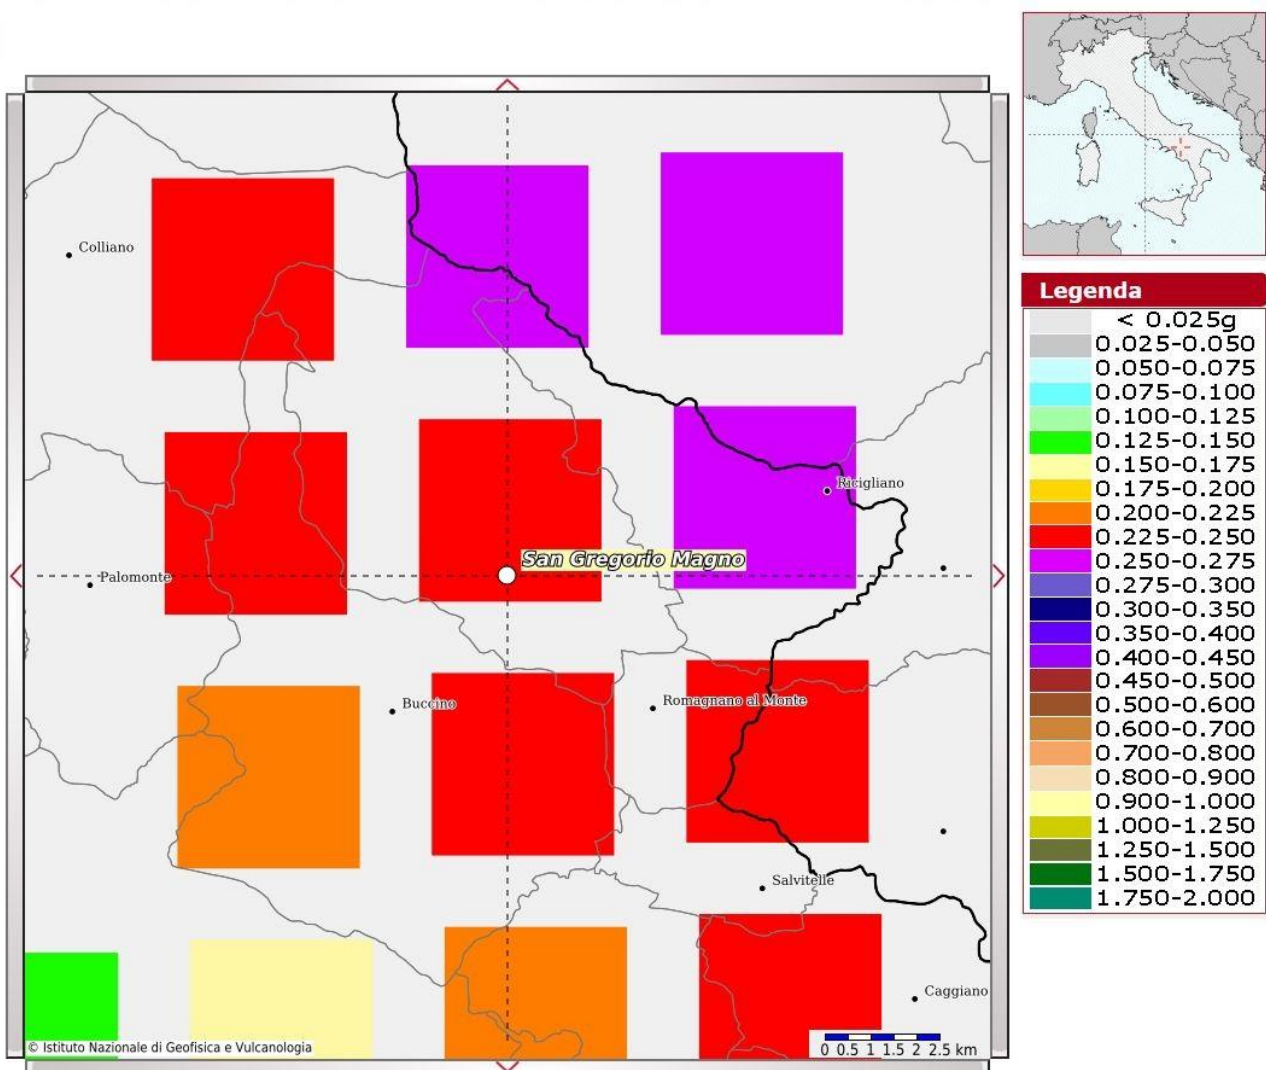 Colliano
Ricigliano
San Gregorio Magno
Palomonte
Buccino
Romagnano al Monte
Salvitelle
Caggiano
© Istituto Nazionale di Geofisica e Vulcanologia
0 0.5 1 1.5 2 2.5 km
Legenda
< 0.025g
0.025-0.050
0.050-0.075
0.075-0.100
0.100-0.125
0.125-0.150
0.150-0.175
0.175-0.200
0.200-0.225
0.225-0.250
0.250-0.275
0.275-0.300
0.300-0.350
0.350-0.400
0.400-0.450
0.450-0.500
0.500-0.600
0.600-0.700
0.700-0.800
0.800-0.900
0.900-1.000
1.000-1.250
1.250-1.500
1.500-1.750
1.750-2.000